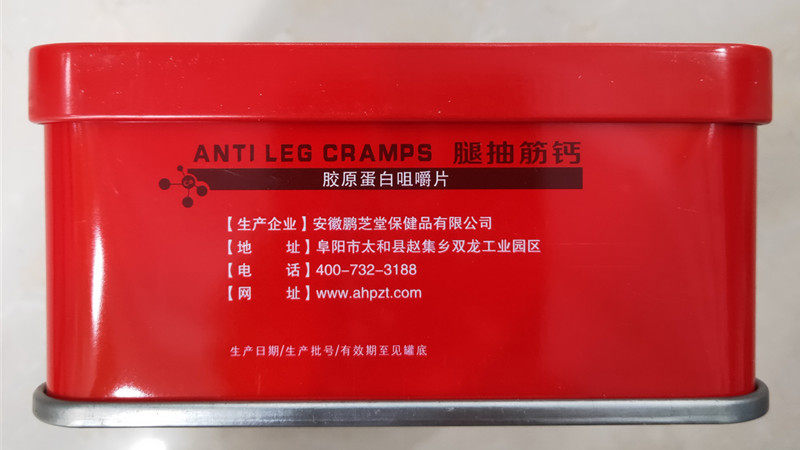 ANTI LEG CRAMPS 腿抽筋钙
胶原蛋白咀嚼片
【生产企业】安徽鹏芝堂保健品有限公司
【地　　址】阜阳市太和县赵集乡双龙工业园区
【电　　话】400-732-3188
【网　　址】www.ahpzt.com
生产日期/生产批号/有效期至见罐底